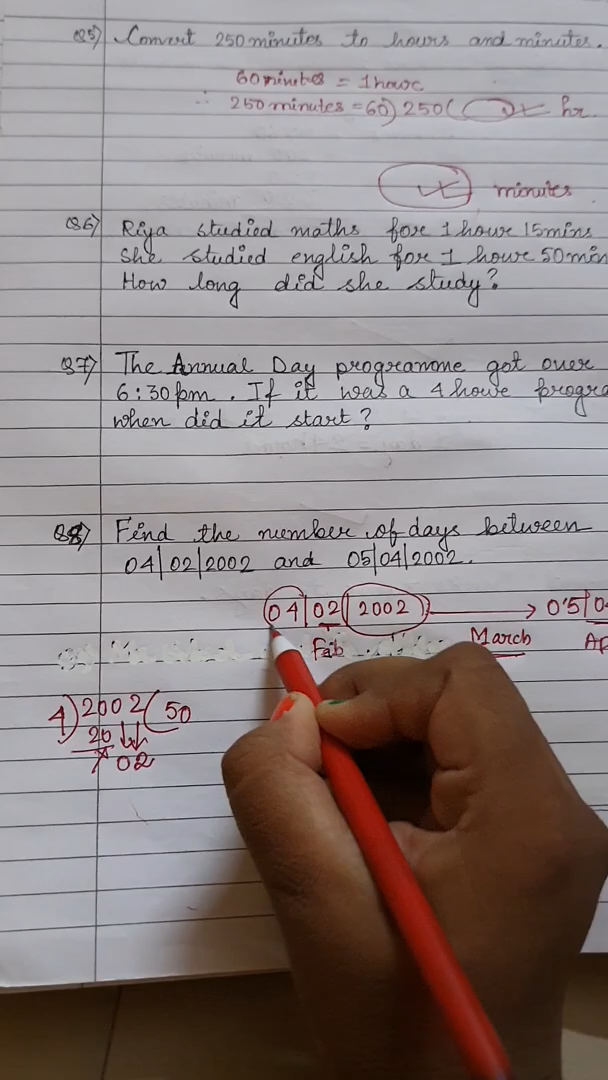 Q5) Convert 250 minutes to hours and minutes.
60 minutes = 1 hour
∴ 250 minutes = 60) 250 ( hr
minutes
Q6) Riya studied maths for 1 hour 15 mins
She studied english for 1 hour 50 min
How long did she study?
Q7) The Annual Day programme got over
6:30 pm. If it was a 4 hour progra
when did it start?
Q8) Find the number of days between
04/02/2002 and 05/04/2002.
04/02/2002 → 05/0
Feb March Ap
4) 2002 ( 50
20
× 02